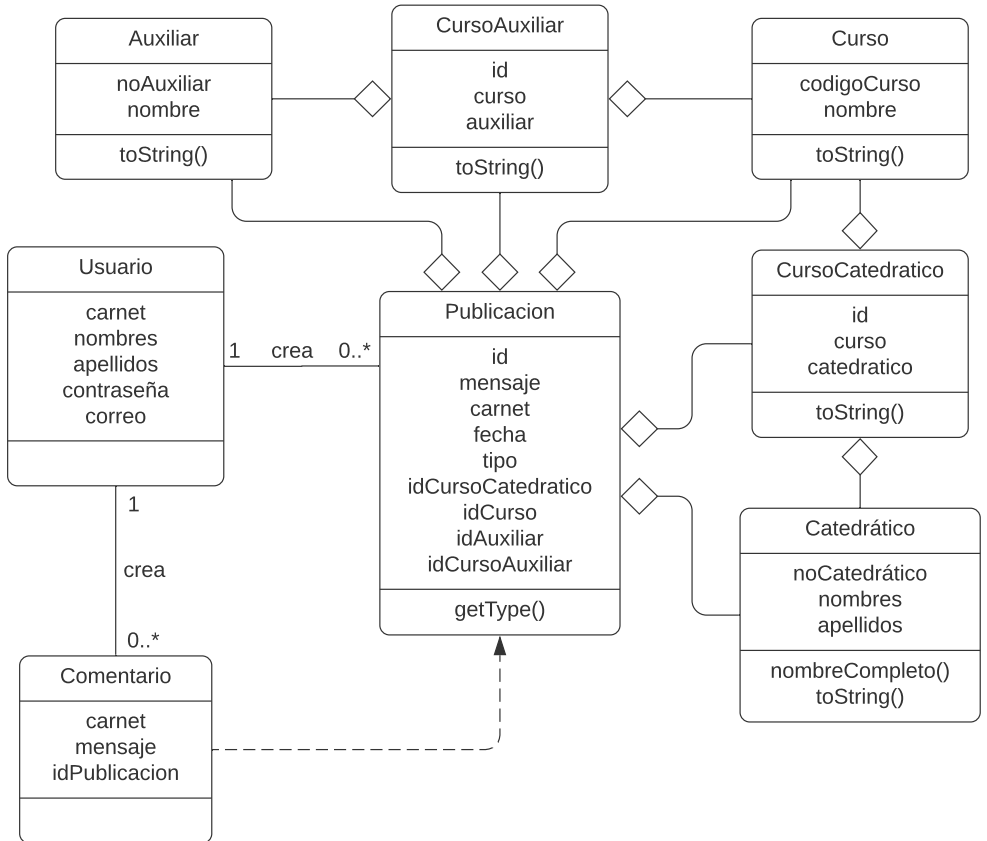 Auxiliar
noAuxiliar
nombre
toString()
CursoAuxiliar
id
curso
auxiliar
toString()
Curso
codigoCurso
nombre
toString()
Usuario
carnet
nombres
apellidos
contraseña
correo
1 crea 0..*
Publicacion
id
mensaje
carnet
fecha
tipo
idCursoCatedratico
idCurso
idAuxiliar
idCursoAuxiliar
getType()
CursoCatedratico
id
curso
catedratico
toString()
Catedrático
noCatedrático
nombres
apellidos
nombreCompleto()
toString()
1
crea
0..*
Comentario
carnet
mensaje
idPublicacion